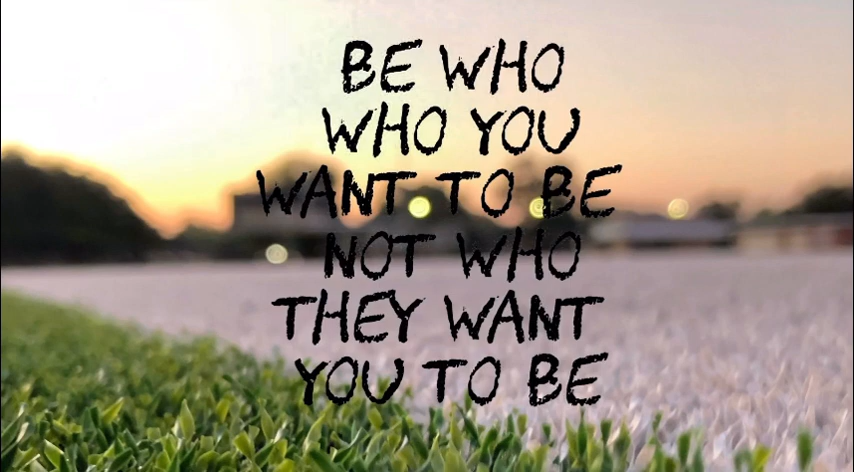 BE WHO
WHO YOU
WANT TO BE
NOT WHO
THEY WANT
YOU TO BE